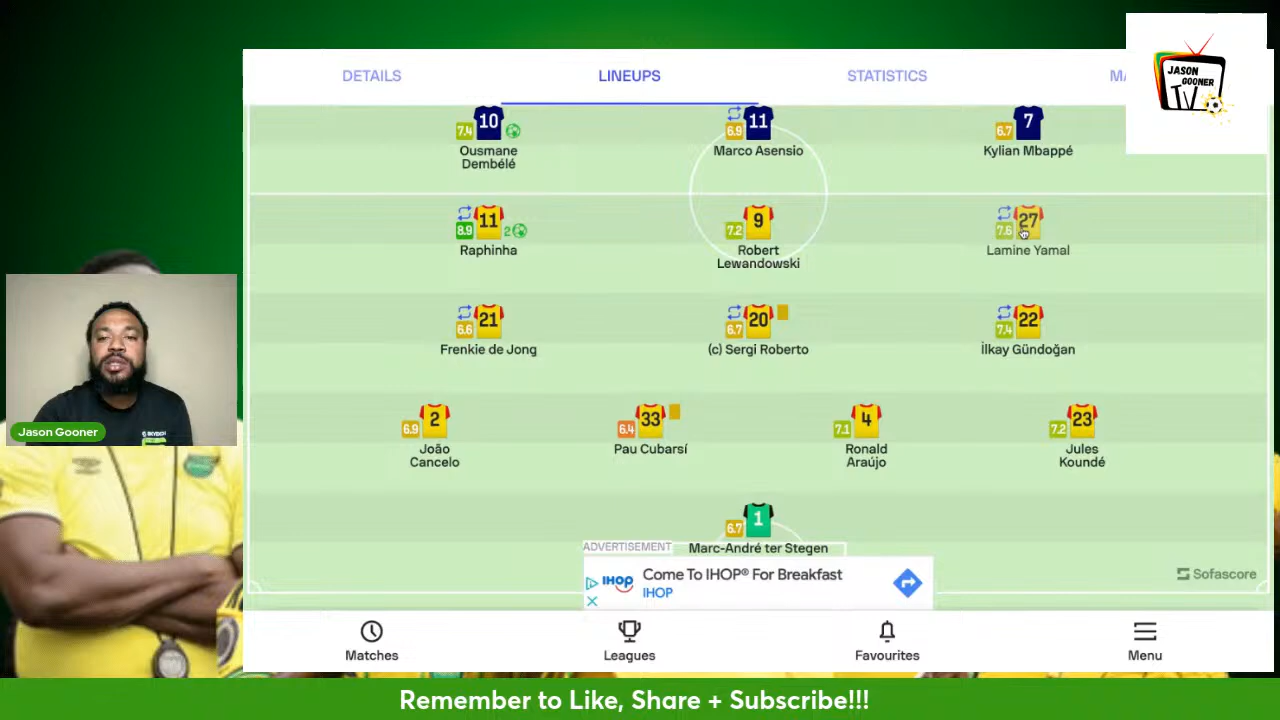 DETAILS
LINEUPS
STATISTICS
MA
JASON
GOONER
TV
10
7.4
Ousmane
Dembélé
11
6.9
Marco Asensio
7
6.7
Kylian Mbappé
11
8.9
2
Raphinha
9
7.2
Robert
Lewandowski
27
7.6
Lamine Yamal
21
6.6
Frenkie de Jong
20
6.7
(c) Sergi Roberto
22
7.4
İlkay Gündoğan
2
6.9
João
Cancelo
33
6.4
Pau Cubarsí
4
7.1
Ronald
Araújo
23
7.2
Jules
Koundé
1
6.7
Marc-André ter Stegen
ADVERTISEMENT
IHOP
Come To IHOP® For Breakfast
IHOP
Sofascore
Jason Gooner
Matches
Leagues
Favourites
Menu
Remember to Like, Share + Subscribe!!!